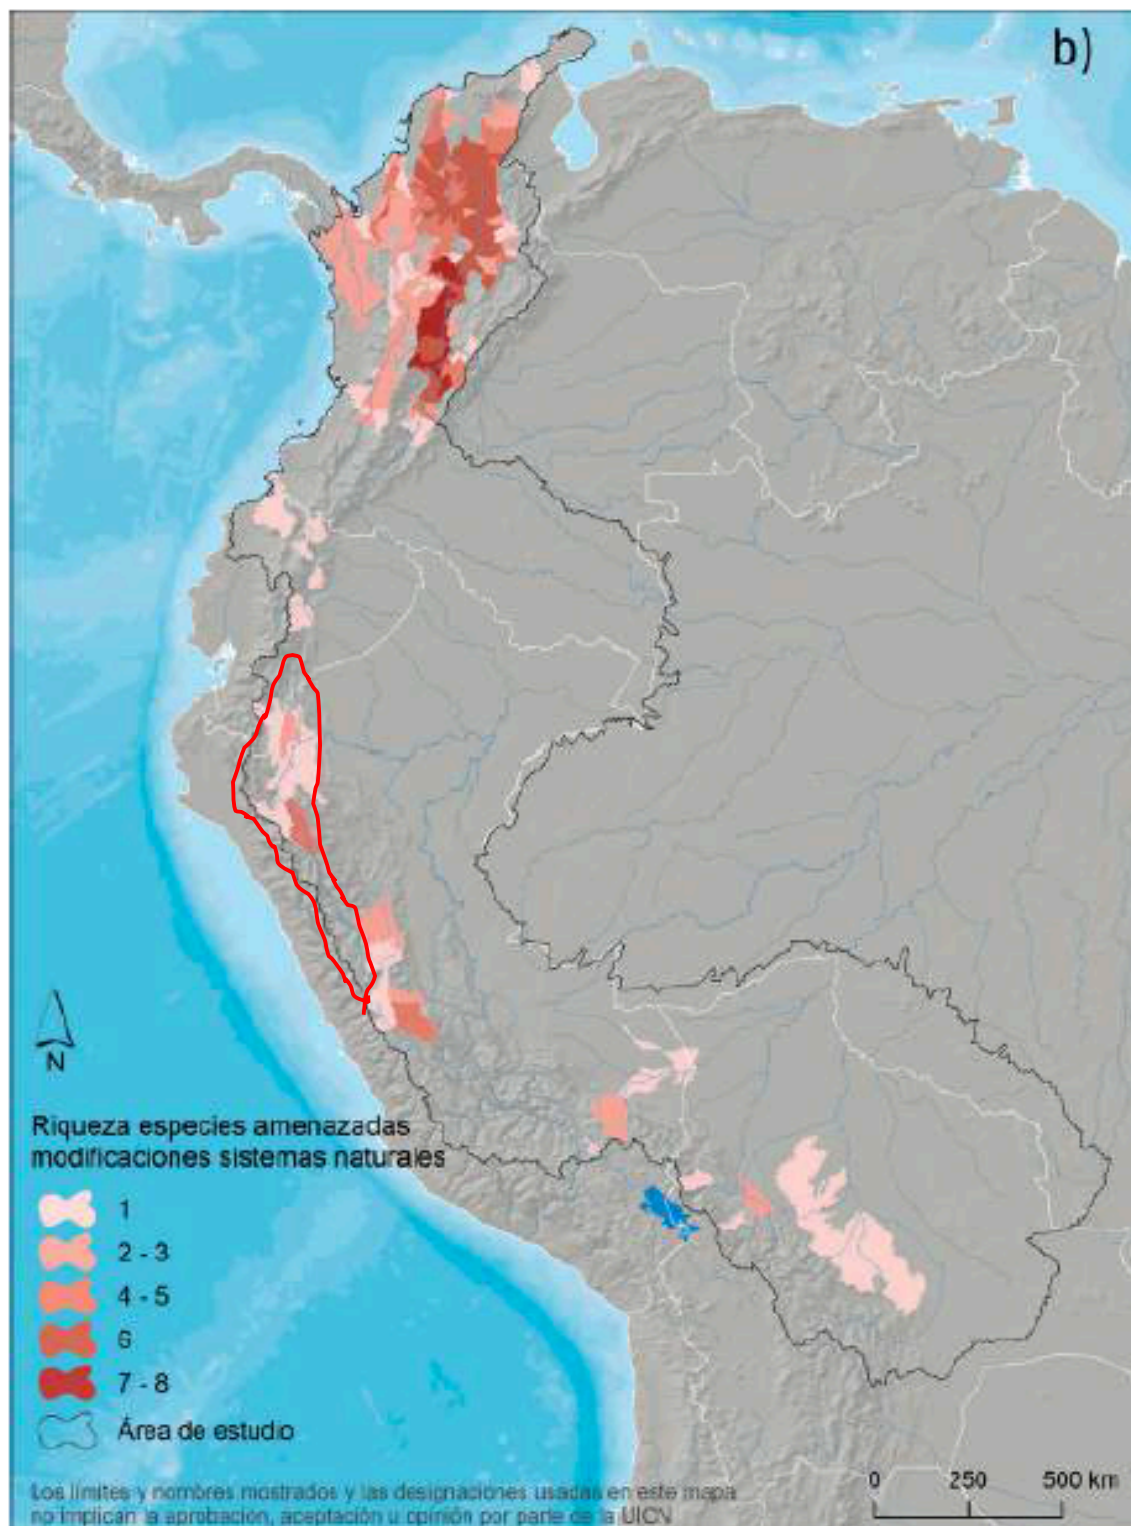 b)
N
Riqueza especies amenazadas
modificaciones sistemas naturales
1
2 - 3
4 - 5
6
7 - 8
Área de estudio
0 250 500 km
Los límites y nombres mostrados y las designaciones usadas en este mapa
no implican la aprobación, aceptación u opinión por parte de la UICN